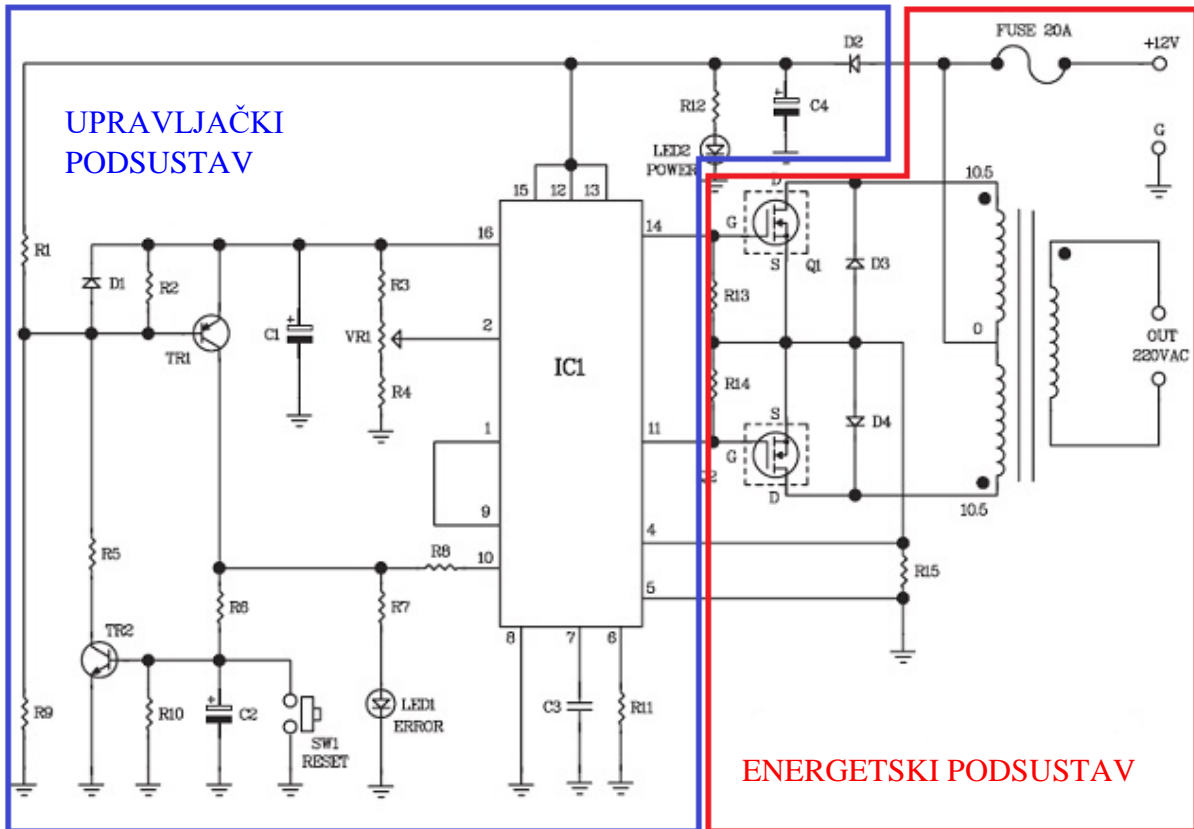 FUSE 20A
+12V
D2
R12
C4
G
UPRAVLJAČKI
PODSUSTAV
LED2
POWER
D
10.5
15
12
13
16
14
G
S
Q1
D3
R1
D1
R2
R3
R13
TR1
C1
VR1
2
IC1
0
OUT
220VAC
R4
R14
1
11
S
G
D
D4
10.5
9
R5
R8
10
4
R15
R6
R7
5
TR2
8
7
6
R9
R10
C2
SW1
RESET
LED1
ERROR
C3
R11
ENERGETSKI PODSUSTAV